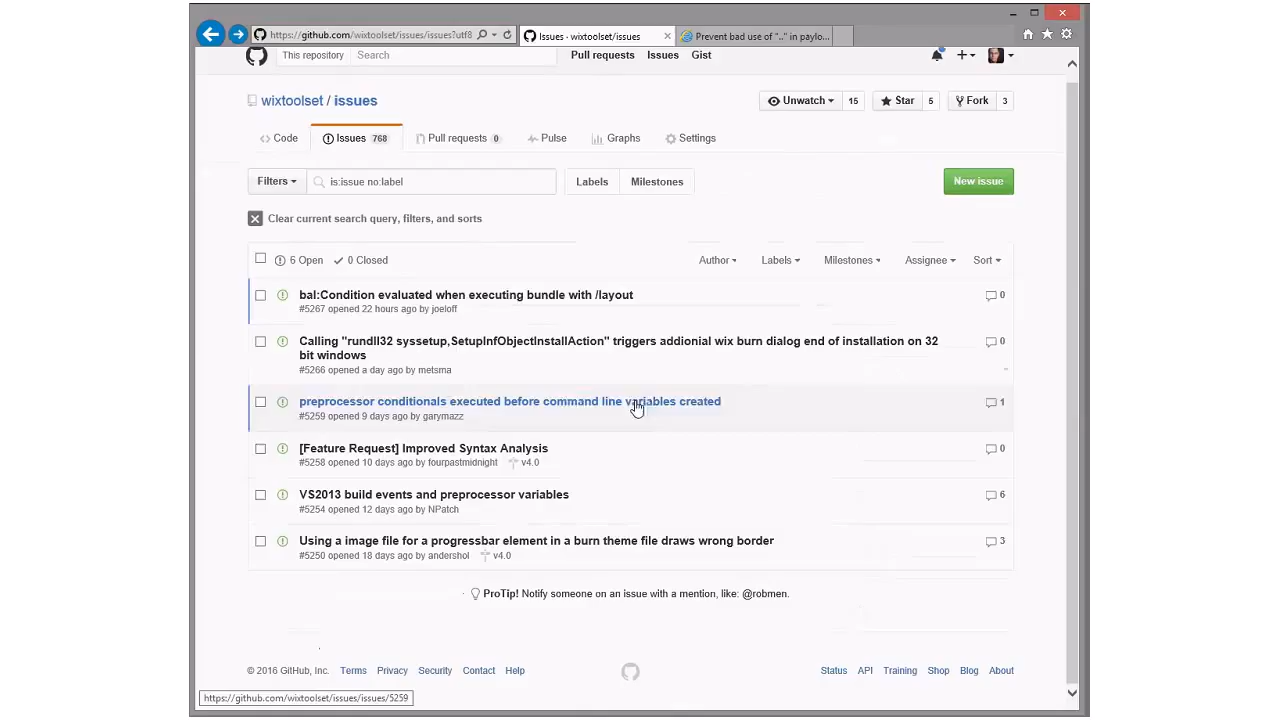 https://github.com/wixtoolset/issues/issues?utf8
Issues · wixtoolset/issues
Prevent bad use of ".." in paylo...
This repository
Search
Pull requests
Issues
Gist
wixtoolset / issues
Unwatch
15
Star
5
Fork
3
Code
Issues 768
Pull requests 0
Pulse
Graphs
Settings
Filters
is:issue no:label
Labels
Milestones
New issue
Clear current search query, filters, and sorts
6 Open
0 Closed
Author
Labels
Milestones
Assignee
Sort
bal:Condition evaluated when executing bundle with /layout
0
#5267 opened 22 hours ago by joeloff
Calling "rundll32 syssetup,SetupInfObjectInstallAction" triggers addionial wix burn dialog end of installation on 32
bit windows
0
#5266 opened a day ago by metsma
preprocessor conditionals executed before command line variables created
1
#5259 opened 9 days ago by garymazz
[Feature Request] Improved Syntax Analysis
0
#5258 opened 10 days ago by fourpastmidnight v4.0
VS2013 build events and preprocessor variables
6
#5254 opened 12 days ago by NPatch
Using a image file for a progressbar element in a burn theme file draws wrong border
3
#5250 opened 18 days ago by andershol v4.0
ProTip! Notify someone on an issue with a mention, like: @robmen.
© 2016 GitHub, Inc.
Terms
Privacy
Security
Contact
Help
Status
API
Training
Shop
Blog
About
https://github.com/wixtoolset/issues/issues/5259